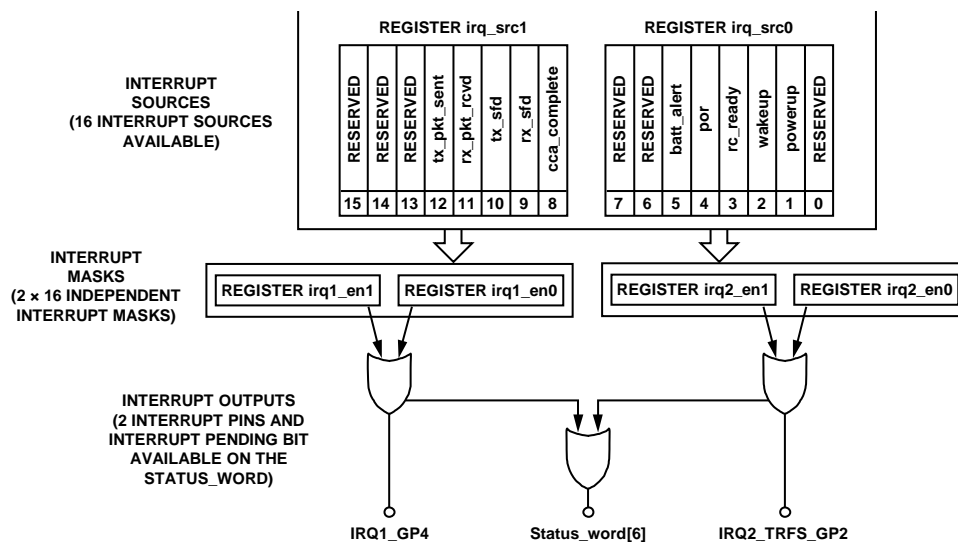 REGISTER irq_src1
REGISTER irq_src0
INTERRUPT
SOURCES
(16 INTERRUPT SOURCES
AVAILABLE)
RESERVED
RESERVED
RESERVED
tx_pkt_sent
rx_pkt_rcvd
tx_sfd
rx_sfd
cca_complete
RESERVED
RESERVED
batt_alert
por
rc_ready
wakeup
powerup
RESERVED
15 14 13 12 11 10 9 8
7 6 5 4 3 2 1 0
INTERRUPT
MASKS
(2 × 16 INDEPENDENT
INTERRUPT MASKS)
REGISTER irq1_en1
REGISTER irq1_en0
REGISTER irq2_en1
REGISTER irq2_en0
INTERRUPT OUTPUTS
(2 INTERRUPT PINS AND
INTERRUPT PENDING BIT
AVAILABLE ON THE
STATUS_WORD)
IRQ1_GP4
Status_word[6]
IRQ2_TRFS_GP2